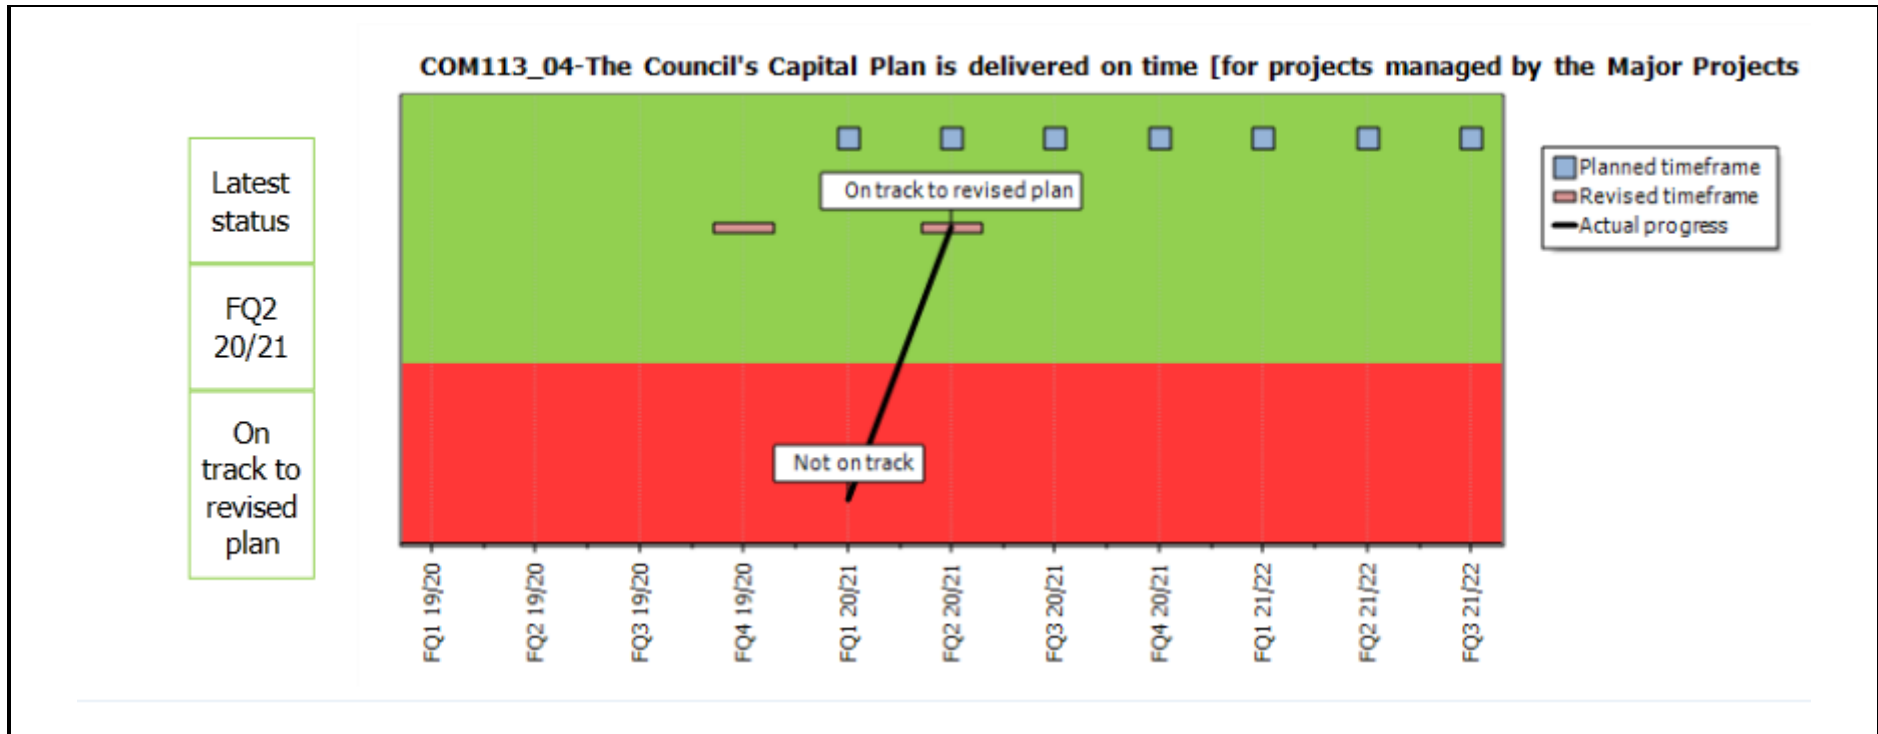 COM113_04-The Council's Capital Plan is delivered on time [for projects managed by the Major Projects
Latest
status
FQ2
20/21
On
track to
revised
plan
On track to revised plan
Not on track
Planned timeframe
Revised timeframe
Actual progress
FQ1 19/20
FQ2 19/20
FQ3 19/20
FQ4 19/20
FQ1 20/21
FQ2 20/21
FQ3 20/21
FQ4 20/21
FQ1 21/22
FQ2 21/22
FQ3 21/22